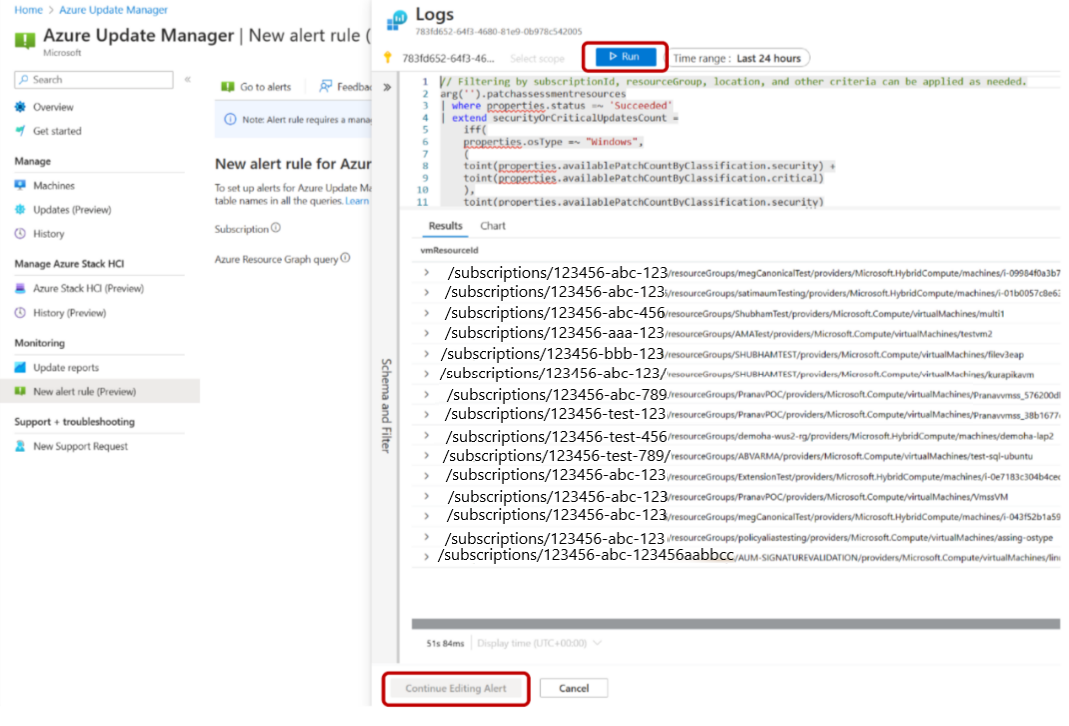 Home > Azure Update Manager
Azure Update Manager | New alert rule (
Microsoft
Search
Overview
Get started
Manage
Machines
Updates (Preview)
History
Manage Azure Stack HCI
Azure Stack HCI (Preview)
History (Preview)
Monitoring
Update reports
New alert rule (Preview)
Support + troubleshooting
New Support Request
Go to alerts
Feedbac
Note: Alert rule requires a mana
New alert rule for Azur
To set up alerts for Azure Update Ma
table names in all the queries. Learn
Subscription
Azure Resource Graph query
Logs
783fd652-64f3-4680-81e9-0b978c542005
783fd652-64f3-46...
Select scope
Run
Time range : Last 24 hours
1 // Filtering by subscriptionId, resourceGroup, location, and other criteria can be applied as needed.
2 arg('').patchassessmentresources
3 | where properties.status =~ 'Succeeded'
4 | extend securityOrCriticalUpdatesCount =
5 iff(
6 properties.osType =~ "Windows",
7 (
8 toint(properties.availablePatchCountByClassification.security) +
9 toint(properties.availablePatchCountByClassification.critical)
10 ),
11 toint(properties.availablePatchCountByClassification.security)
Schema and Filter
Results Chart
vmResourceId
/subscriptions/123456-abc-123/resourceGroups/megCanonicalTest/providers/Microsoft.HybridCompute/machines/i-09984f0a3b7
/subscriptions/123456-abc-123/resourceGroups/satimaumTesting/providers/Microsoft.HybridCompute/machines/i-01b0057c8e63
/subscriptions/123456-abc-456/resourceGroups/ShubhamTest/providers/Microsoft.Compute/virtualMachines/multi1
/subscriptions/123456-aaa-123/resourceGroups/AMATest/providers/Microsoft.Compute/virtualMachines/testvm2
/subscriptions/123456-bbb-123/resourceGroups/SHUBHAMTEST/providers/Microsoft.Compute/virtualMachines/filev3eap
/subscriptions/123456-abc-123/resourceGroups/SHUBHAMTEST/providers/Microsoft.Compute/virtualMachines/kurapikavm
/subscriptions/123456-abc-789/resourceGroups/PranavPOC/providers/Microsoft.Compute/virtualMachines/Pranavvmss_576200d
/subscriptions/123456-test-123/resourceGroups/PranavPOC/providers/Microsoft.Compute/virtualMachines/Pranavvmss_38b1677
/subscriptions/123456-test-456/resourceGroups/demoha-wus2-rg/providers/Microsoft.HybridCompute/machines/demoha-lap2
/subscriptions/123456-test-789/resourceGroups/ABVARMA/providers/Microsoft.Compute/virtualMachines/test-sql-ubuntu
/subscriptions/123456-abc-123/resourceGroups/ExtensionTest/providers/Microsoft.HybridCompute/machines/i-0e7183c304b4cec
/subscriptions/123456-abc-123/resourceGroups/PranavPOC/providers/Microsoft.Compute/virtualMachines/VmssVM
/subscriptions/123456-abc-123/resourceGroups/megCanonicalTest/providers/Microsoft.HybridCompute/machines/i-043f52b1a59
/subscriptions/123456-abc-123/resourceGroups/policyaliastesting/providers/Microsoft.Compute/virtualMachines/assing-ostype
/subscriptions/123456-abc-123456aabbcc/AUM-SIGNATUREVALIDATION/providers/Microsoft.Compute/virtualMachines/lin
51s 84ms Display time (UTC+00:00)
Continue Editing Alert Cancel